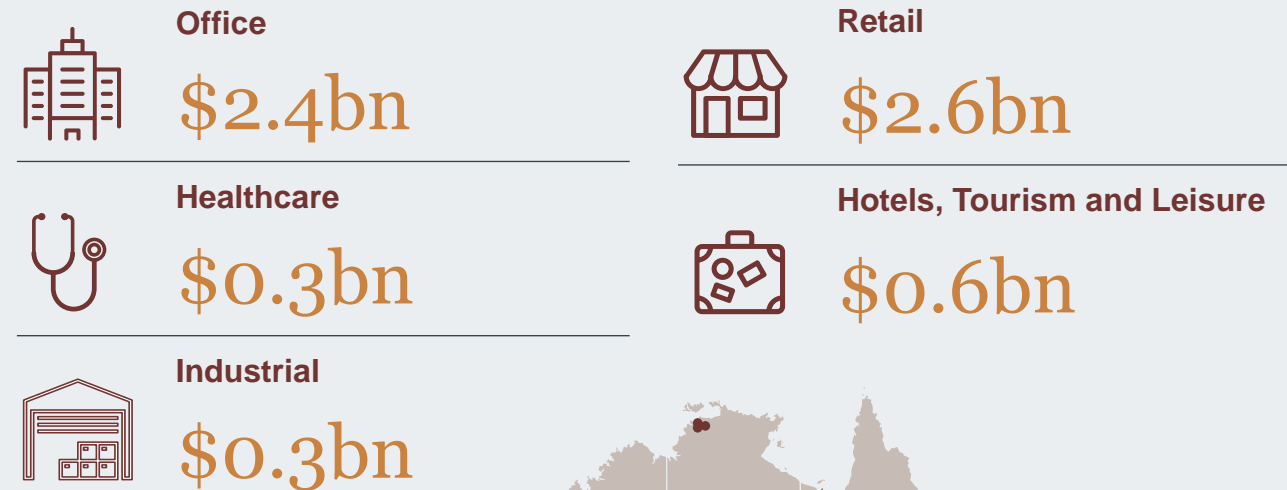 Office
$2.4bn
Healthcare
$0.3bn
Industrial
$0.3bn
Retail
$2.6bn
Hotels, Tourism and Leisure
$0.6bn